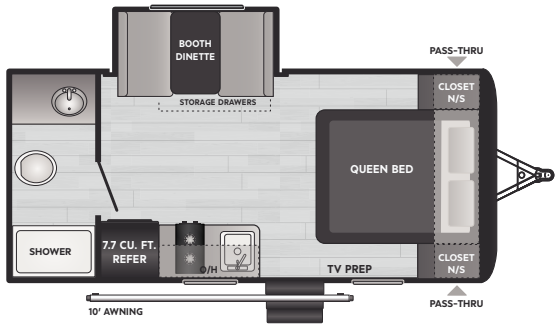 BOOTH
DINETTE
STORAGE DRAWERS
PASS-THRU
CLOSET
N/S
QUEEN BED
SHOWER
7.7 CU. FT.
REFER
O/H
TV PREP
CLOSET
N/S
10' AWNING
PASS-THRU